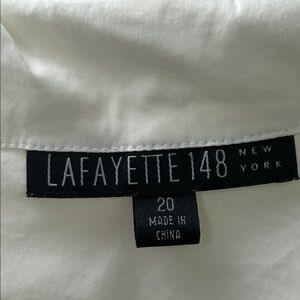 LAFAYETTE 148 NEW YORK
20
MADE IN
CHINA